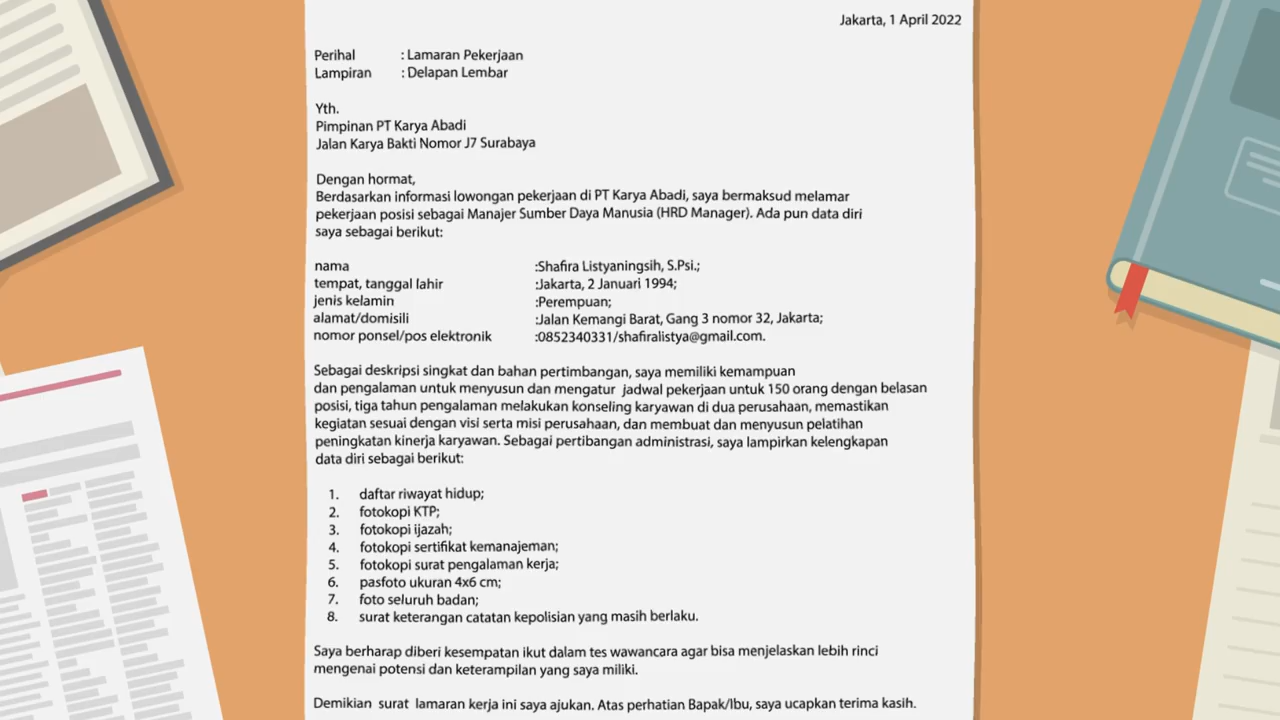 Jakarta, 1 April 2022
Perihal : Lamaran Pekerjaan
Lampiran : Delapan Lembar
Yth.
Pimpinan PT Karya Abadi
Jalan Karya Bakti Nomor J7 Surabaya
Dengan hormat,
Berdasarkan informasi lowongan pekerjaan di PT Karya Abadi, saya bermaksud melamar
pekerjaan posisi sebagai Manajer Sumber Daya Manusia (HRD Manager). Ada pun data diri
saya sebagai berikut:
nama :Shafira Listyaningsih, S.Psi.;
tempat, tanggal lahir :Jakarta, 2 Januari 1994;
jenis kelamin :Perempuan;
alamat/domisili :Jalan Kemangi Barat, Gang 3 nomor 32, Jakarta;
nomor ponsel/pos elektronik :0852340331/shafiralistya@gmail.com.
Sebagai deskripsi singkat dan bahan pertimbangan, saya memiliki kemampuan
dan pengalaman untuk menyusun dan mengatur jadwal pekerjaan untuk 150 orang dengan belasan
posisi, tiga tahun pengalaman melakukan konseling karyawan di dua perusahaan, memastikan
kegiatan sesuai dengan visi serta misi perusahaan, dan membuat dan menyusun pelatihan
peningkatan kinerja karyawan. Sebagai pertibangan administrasi, saya lampirkan kelengkapan
data diri sebagai berikut:
1. daftar riwayat hidup;
2. fotokopi KTP;
3. fotokopi ijazah;
4. fotokopi sertifikat kemanajeman;
5. fotokopi surat pengalaman kerja;
6. pasfoto ukuran 4x6 cm;
7. foto seluruh badan;
8. surat keterangan catatan kepolisian yang masih berlaku.
Saya berharap diberi kesempatan ikut dalam tes wawancara agar bisa menjelaskan lebih rinci
mengenai potensi dan keterampilan yang saya miliki.
Demikian surat lamaran kerja ini saya ajukan. Atas perhatian Bapak/Ibu, saya ucapkan terima kasih.